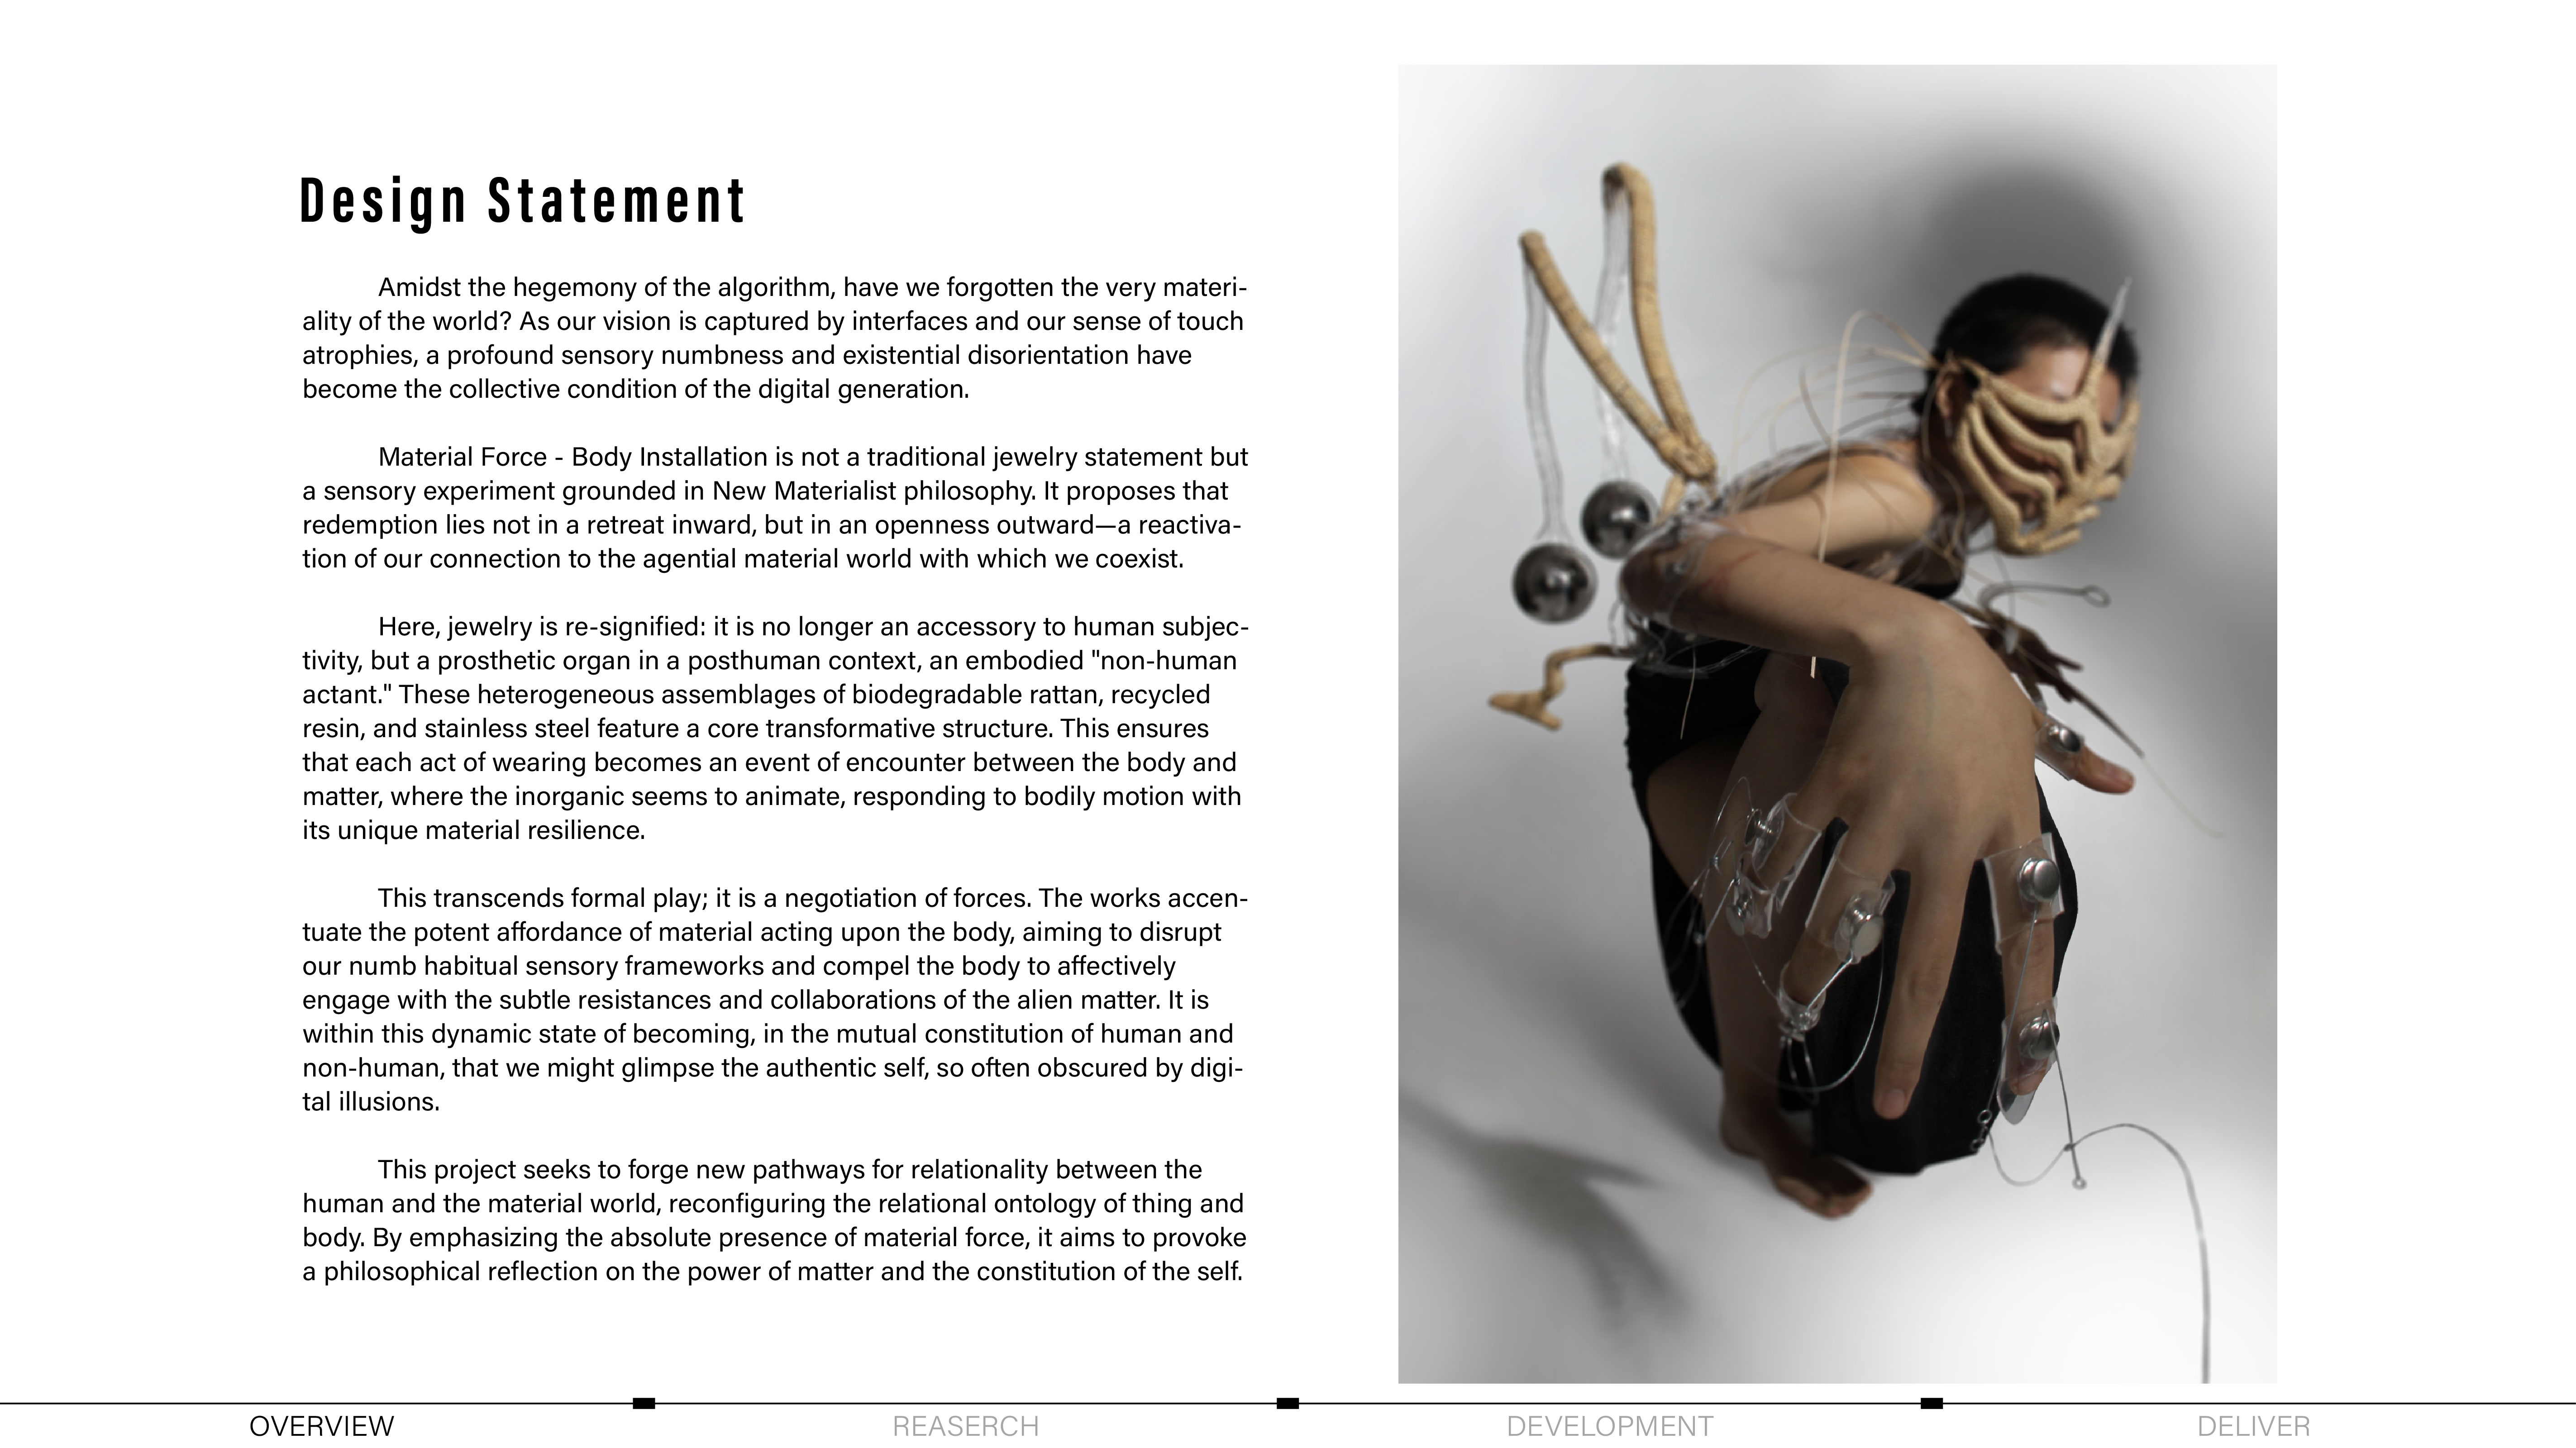 Design Statement
Amidst the hegemony of the algorithm, have we forgotten the very materi-
ality of the world? As our vision is captured by interfaces and our sense of touch
atrophies, a profound sensory numbness and existential disorientation have
become the collective condition of the digital generation.
Material Force - Body Installation is not a traditional jewelry statement but
a sensory experiment grounded in New Materialist philosophy. It proposes that
redemption lies not in a retreat inward, but in an openness outward—a reactiva-
tion of our connection to the agential material world with which we coexist.
Here, jewelry is re-signified: it is no longer an accessory to human subjec-
tivity, but a prosthetic organ in a posthuman context, an embodied "non-human
actant." These heterogeneous assemblages of biodegradable rattan, recycled
resin, and stainless steel feature a core transformative structure. This ensures
that each act of wearing becomes an event of encounter between the body and
matter, where the inorganic seems to animate, responding to bodily motion with
its unique material resilience.
This transcends formal play; it is a negotiation of forces. The works accen-
tuate the potent affordance of material acting upon the body, aiming to disrupt
our numb habitual sensory frameworks and compel the body to affectively
engage with the subtle resistances and collaborations of the alien matter. It is
within this dynamic state of becoming, in the mutual constitution of human and
non-human, that we might glimpse the authentic self, so often obscured by digi-
tal illusions.
This project seeks to forge new pathways for relationality between the
human and the material world, reconfiguring the relational ontology of thing and
body. By emphasizing the absolute presence of material force, it aims to provoke
a philosophical reflection on the power of matter and the constitution of the self.
OVERVIEW
REASERCH
DEVELOPMENT
DELIVER